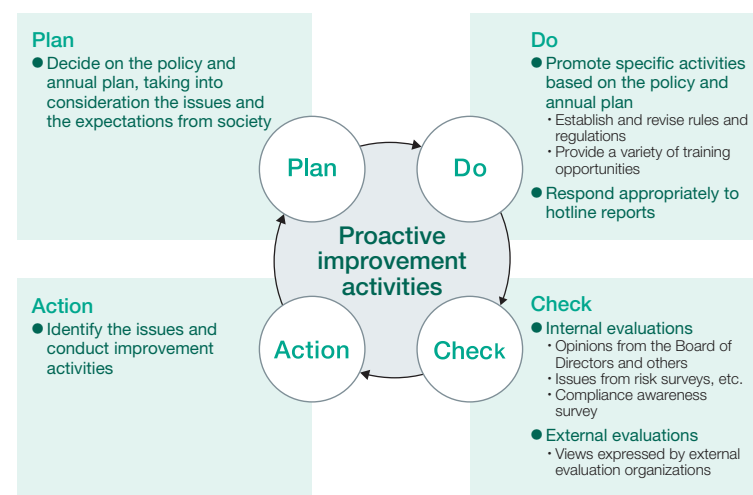 Plan
● Decide on the policy and
annual plan, taking into
consideration the issues and
the expectations from society
Do
● Promote specific activities
based on the policy and
annual plan
・Establish and revise rules and
regulations
・Provide a variety of training
opportunities
● Respond appropriately to
hotline reports
Plan
Do
Proactive
improvement
activities
Action
Check
Action
● Identify the issues and
conduct improvement
activities
Check
● Internal evaluations
・Opinions from the Board of
Directors and others
・Issues from risk surveys, etc.
・Compliance awareness
survey
● External evaluations
・Views expressed by external
evaluation organizations